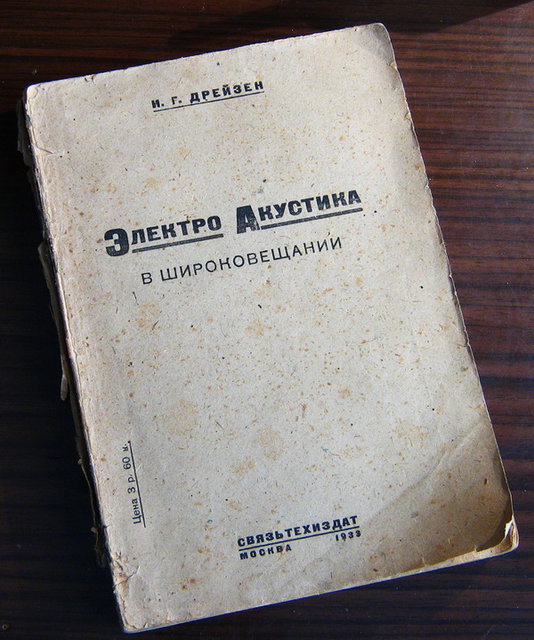 И. Г. ДРЕЙЗЕН
ЭЛЕКТРО АКУСТИКА
В ШИРОКОВЕЩАНИИ
Цена 3 р. 60 к.
СВЯЗЬТЕХИЗДАТ
МОСКВА 1933